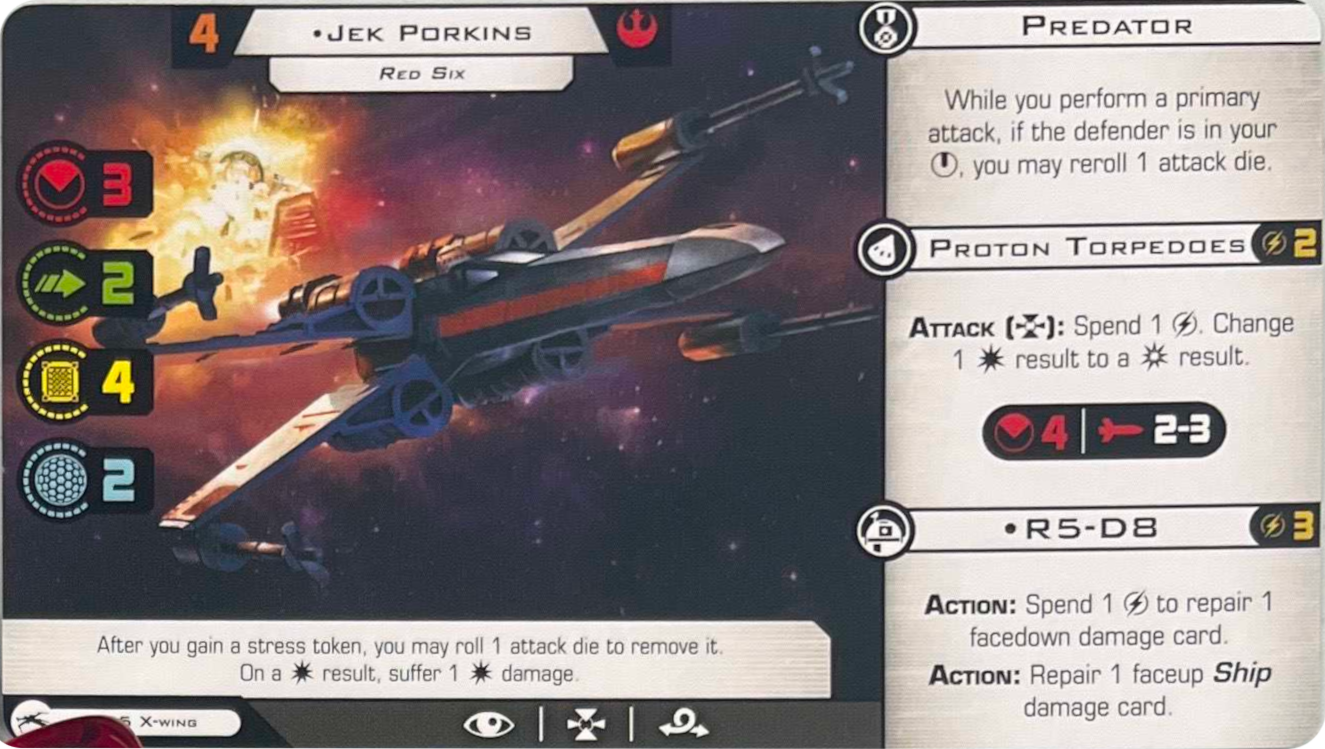 4
•Jek Porkins
Red Six
3
2
4
2
After you gain a stress token, you may roll 1 attack die to remove it.
On a result, suffer 1 damage.
X-wing
Predator
While you perform a primary
attack, if the defender is in your
, you may reroll 1 attack die.
Proton Torpedoes 2
Attack ( ): Spend 1 . Change
1 result to a result.
4 2-3
•R5-D8 3
Action: Spend 1 to repair 1
facedown damage card.
Action: Repair 1 faceup Ship
damage card.